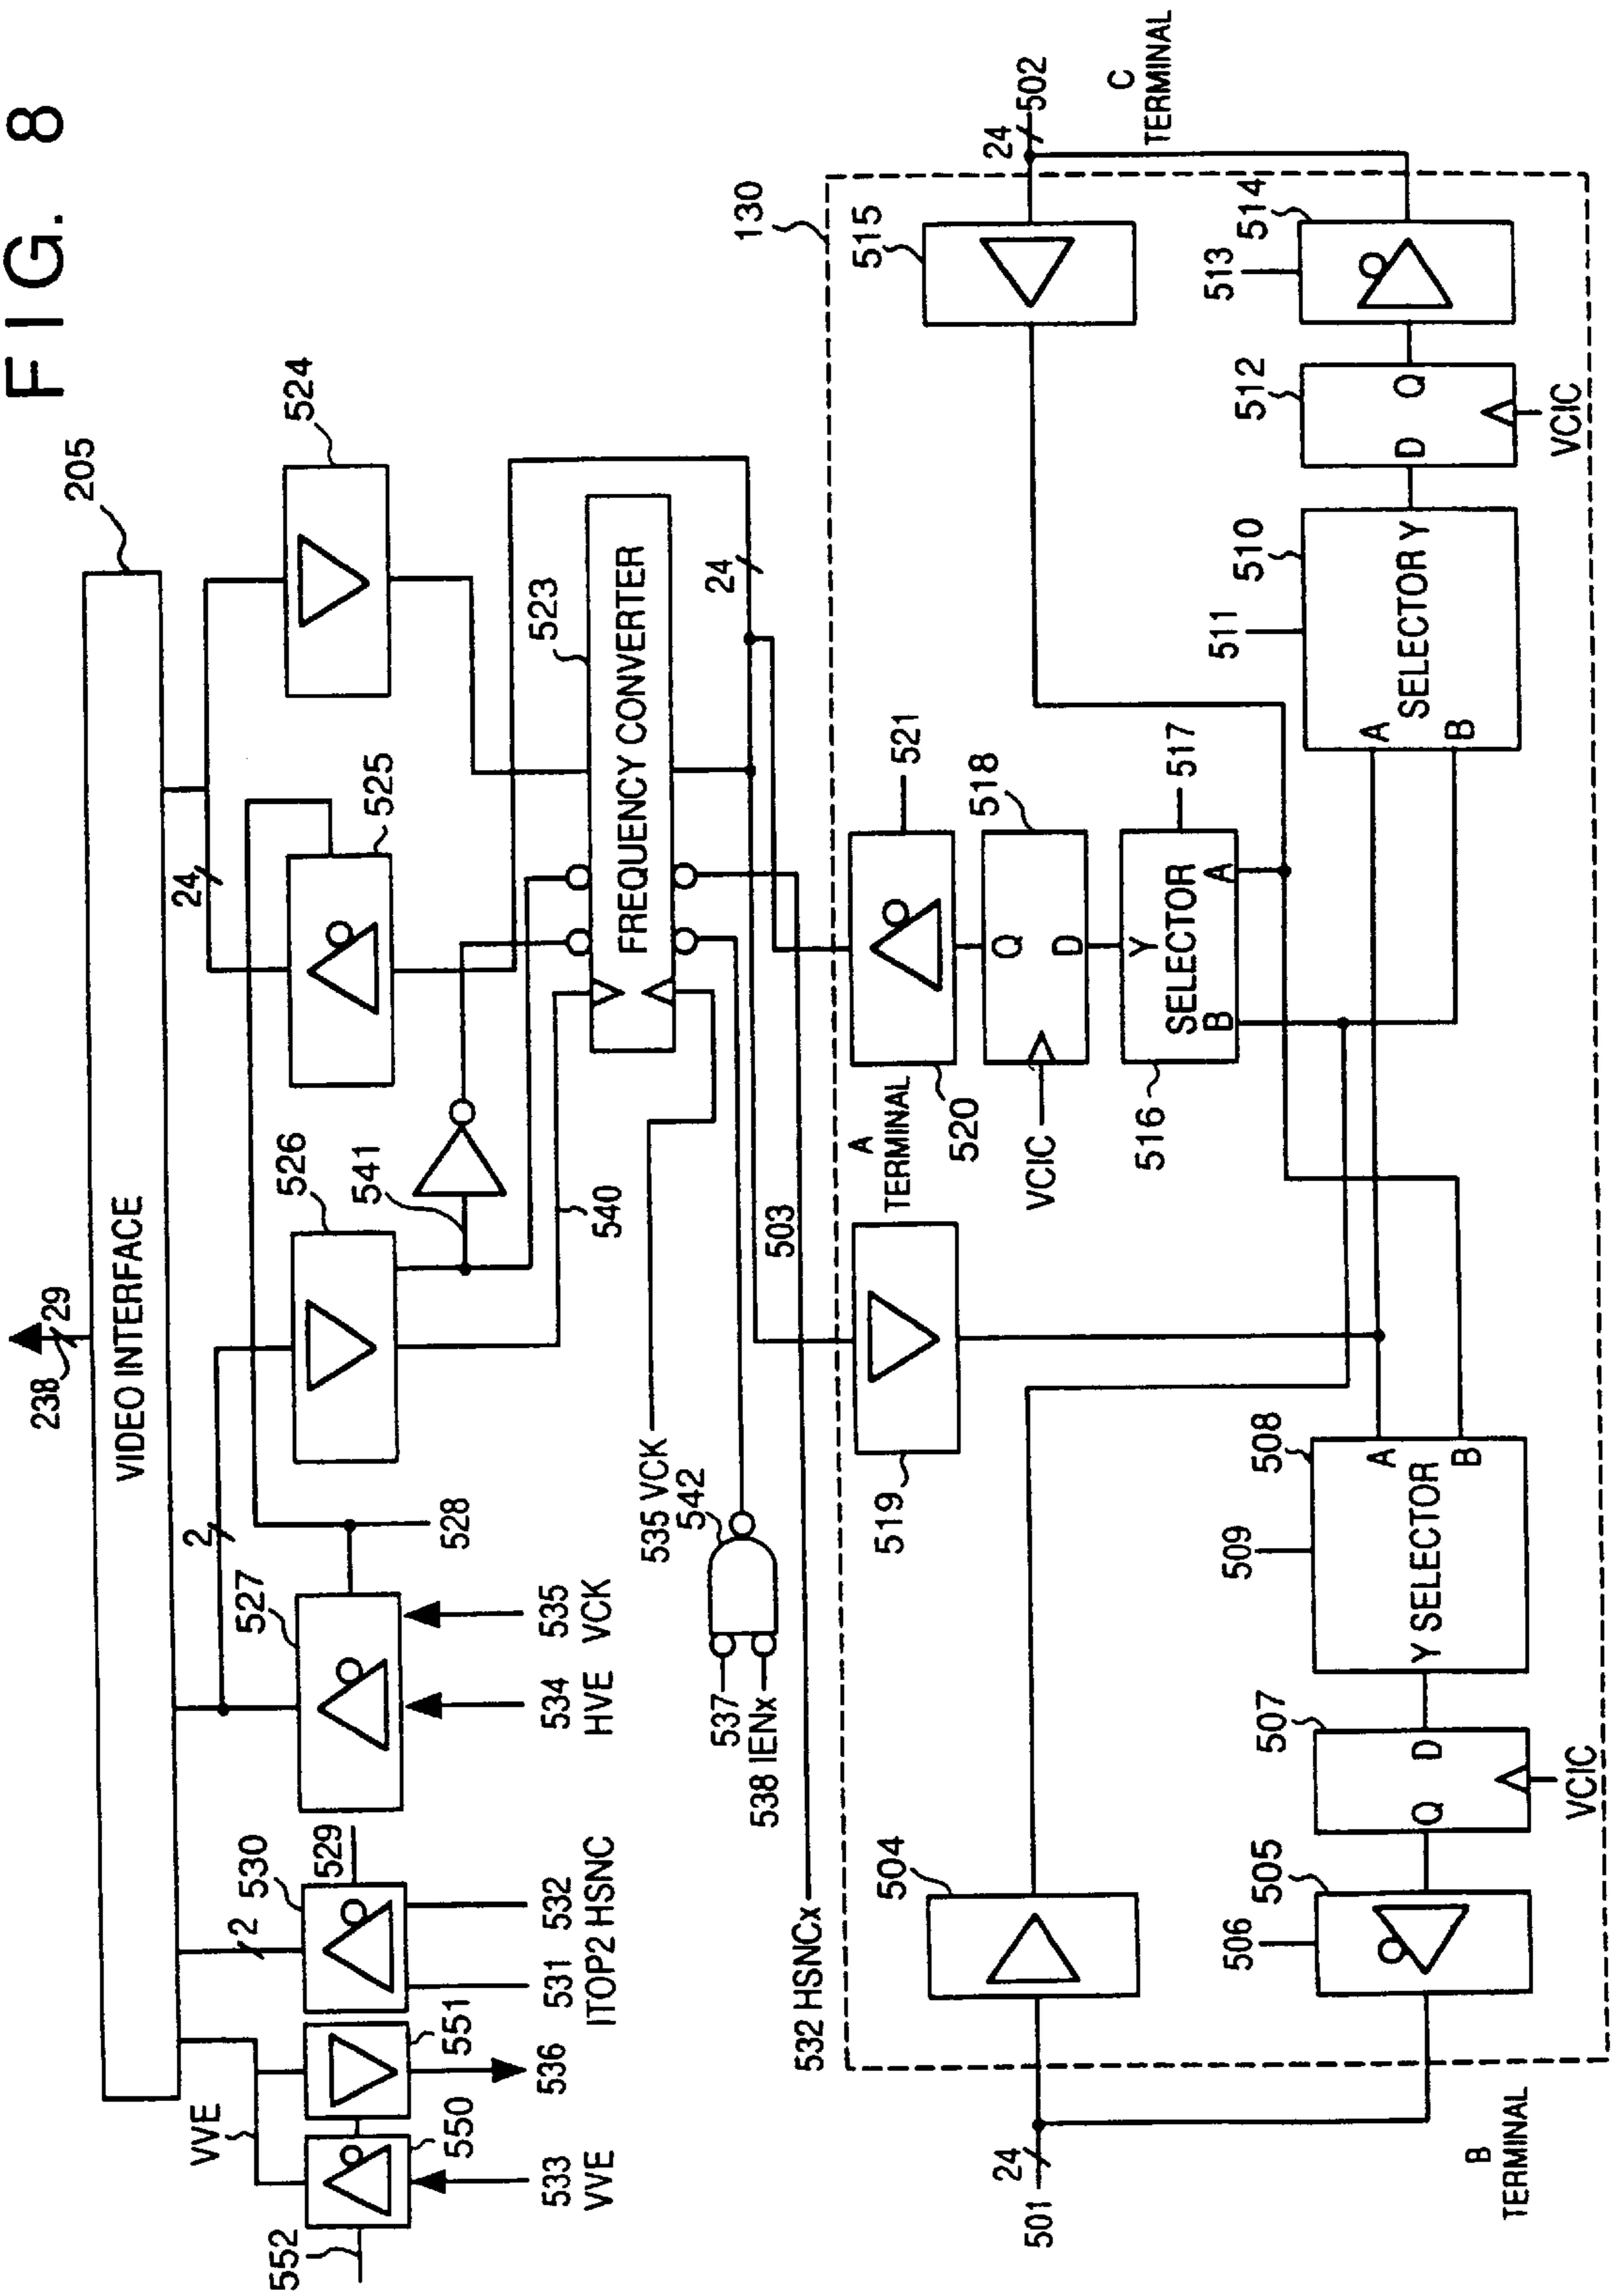 FIG. 8
205
238
29
VIDEO INTERFACE
524
24
525
526
541
523
FREQUENCY CONVERTER
540
24
2
527
528
534
HVE
535
VCK
530
529
2
531
ITOP2
532
HSNC
VVE
551
536
550
533
VVE
552
535 VCK
542
537
538 IENx
503
532 HSNCx
130
A
TERMINAL
519
520
521
518
Q
D
VCIC
516
517
SELECTOR
Y
A
B
515
24
502
C
TERMINAL
513
514
512
D
Q
VCIC
510
511
SELECTOR
Y
A
B
504
24
501
B
TERMINAL
505
506
507
Q
D
VCIC
508
509
Y
SELECTOR
A
B